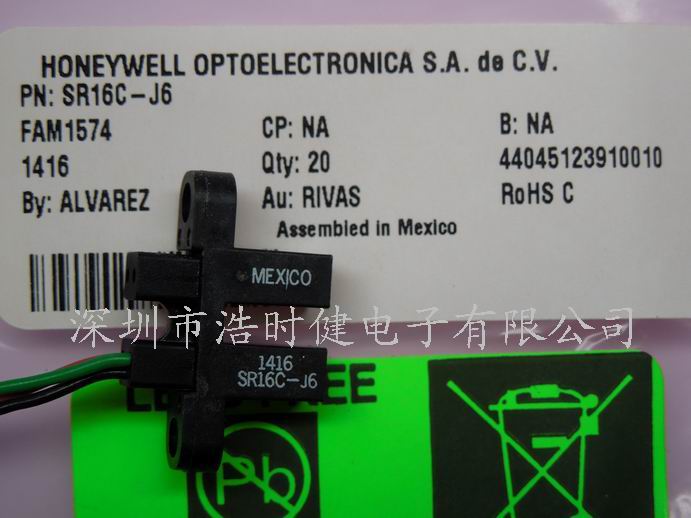 HONEYWELL OPTOELECTRONICA S.A. de C.V.
PN: SR16C-J6
FAM1574 CP: NA B: NA
1416 Qty: 20 44045123910010
By: ALVAREZ Au: RIVAS RoHS C
Assembled in Mexico
MEXICO
深圳市浩时健电子有限公司
1416
SR16C-J6
Pb